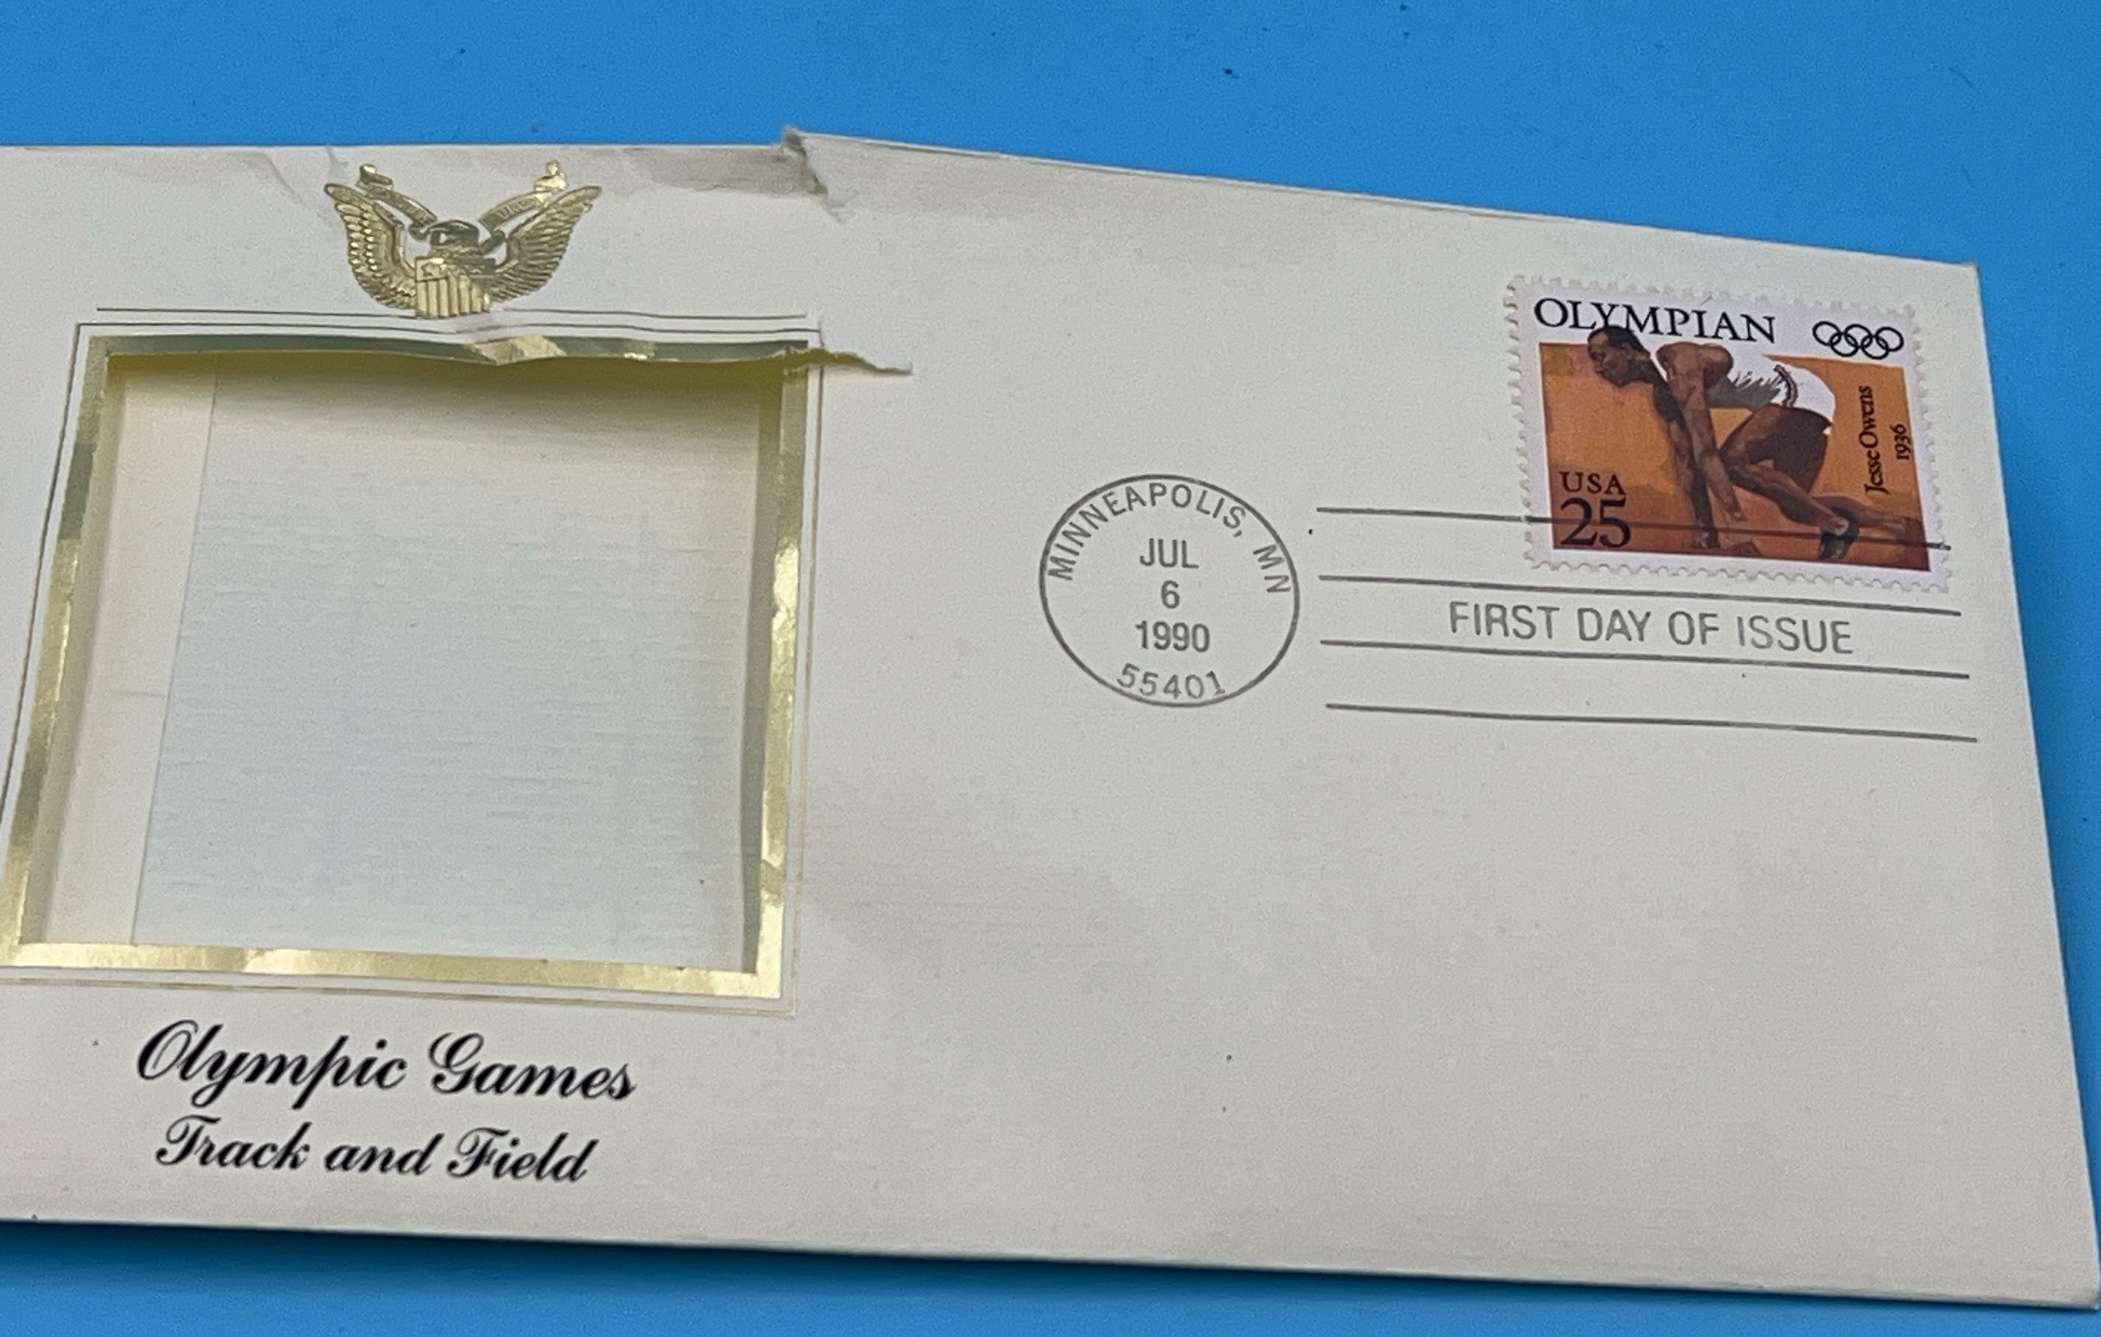 OLYMPIAN
Jesse Owens
1936
USA
25
MINNEAPOLIS, MN
JUL
6
1990
55401
FIRST DAY OF ISSUE
Olympic Games
Track and Field